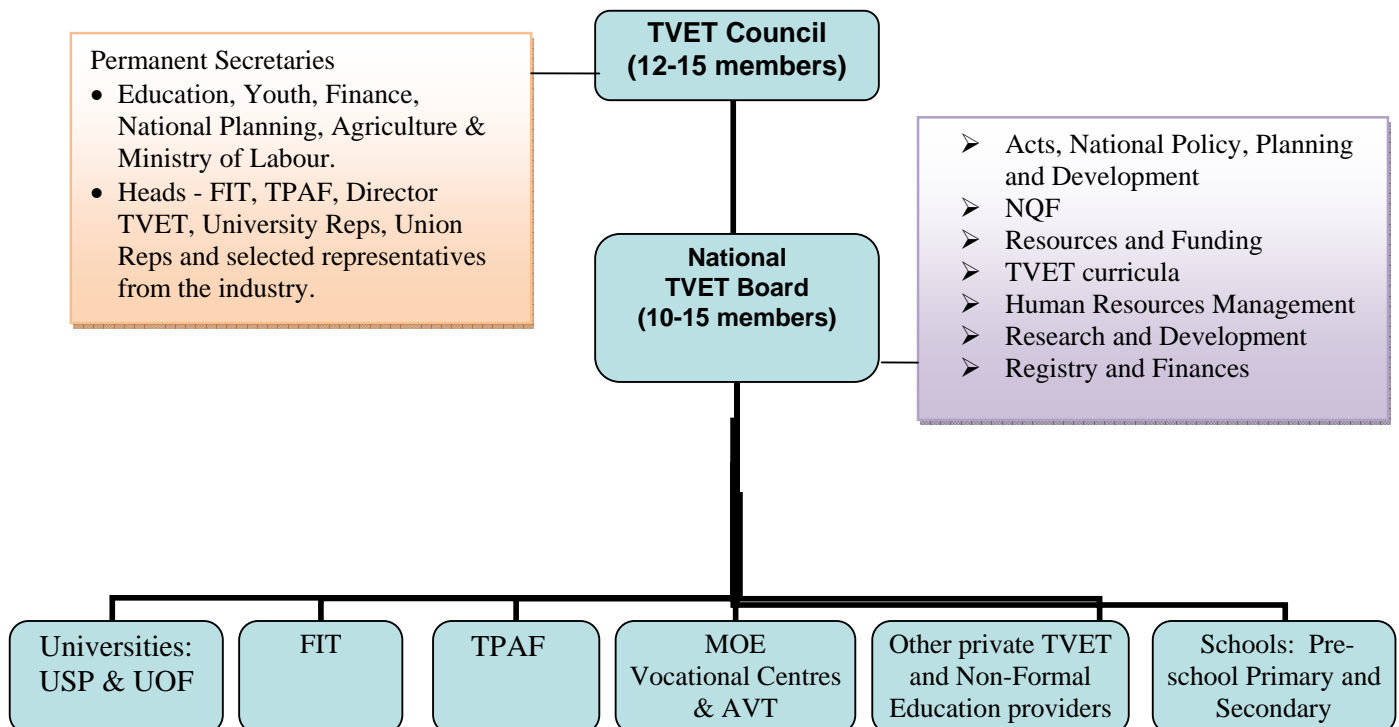 TVET Council
(12-15 members)
Permanent Secretaries
• Education, Youth, Finance,
National Planning, Agriculture &
Ministry of Labour.
• Heads - FIT, TPAF, Director
TVET, University Reps, Union
Reps and selected representatives
from the industry.
➢ Acts, National Policy, Planning
and Development
➢ NQF
➢ Resources and Funding
➢ TVET curricula
➢ Human Resources Management
➢ Research and Development
➢ Registry and Finances
National
TVET Board
(10-15 members)
Universities:
USP & UOF
FIT
TPAF
MOE
Vocational Centres
& AVT
Other private TVET
and Non-Formal
Education providers
Schools: Pre-
school Primary and
Secondary